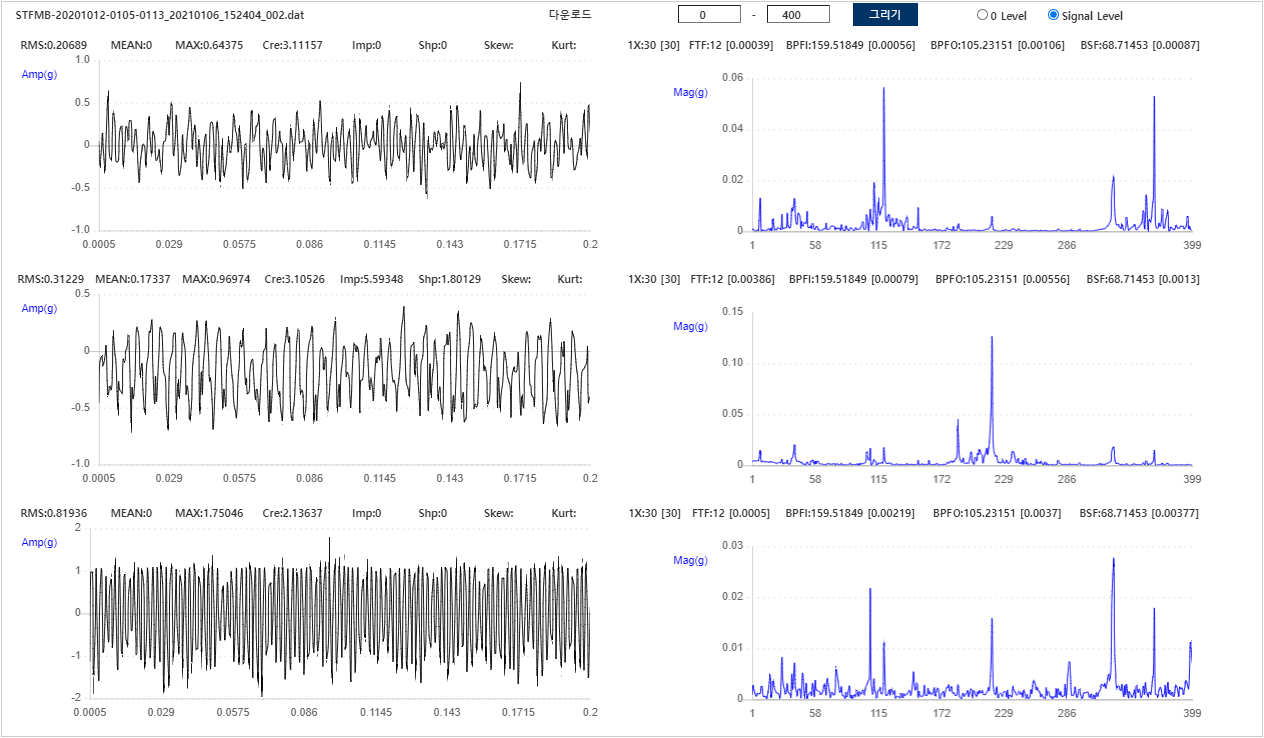 STFMB-20201012-0105-0113_20210106_152404_002.dat 다운로드 0 - 400 그리기 0 Level Signal Level
RMS:0.20689 MEAN:0 MAX:0.64375 Cre:3.11157 Imp:0 Shp:0 Skew: Kurt: 1X:30 [30] FTF:12 [0.00039] BPFI:159.51849 [0.00056] BPFO:105.23151 [0.00106] BSF:68.71453 [0.00087]
Amp(g)
1.0
0.5
0
-0.5
-1.0
0.0005 0.029 0.0575 0.086 0.1145 0.143 0.1715 0.2
Mag(g)
0.06
0.04
0.02
0
1 58 115 172 229 286 399
RMS:0.31229 MEAN:0.17337 MAX:0.96974 Cre:3.10526 Imp:5.59348 Shp:1.80129 Skew: Kurt: 1X:30 [30] FTF:12 [0.00386] BPFI:159.51849 [0.00079] BPFO:105.23151 [0.00556] BSF:68.71453 [0.0013]
Amp(g)
0.5
0
-0.5
-1.0
0.0005 0.029 0.0575 0.086 0.1145 0.143 0.1715 0.2
Mag(g)
0.15
0.10
0.05
0
1 58 115 172 229 286 399
RMS:0.81936 MEAN:0 MAX:1.75046 Cre:2.13637 Imp:0 Shp:0 Skew: Kurt: 1X:30 [30] FTF:12 [0.0005] BPFI:159.51849 [0.00219] BPFO:105.23151 [0.0037] BSF:68.71453 [0.00377]
Amp(g)
2
1
0
-1
-2
0.0005 0.029 0.0575 0.086 0.1145 0.143 0.1715 0.2
Mag(g)
0.03
0.02
0.01
0
1 58 115 172 229 286 399